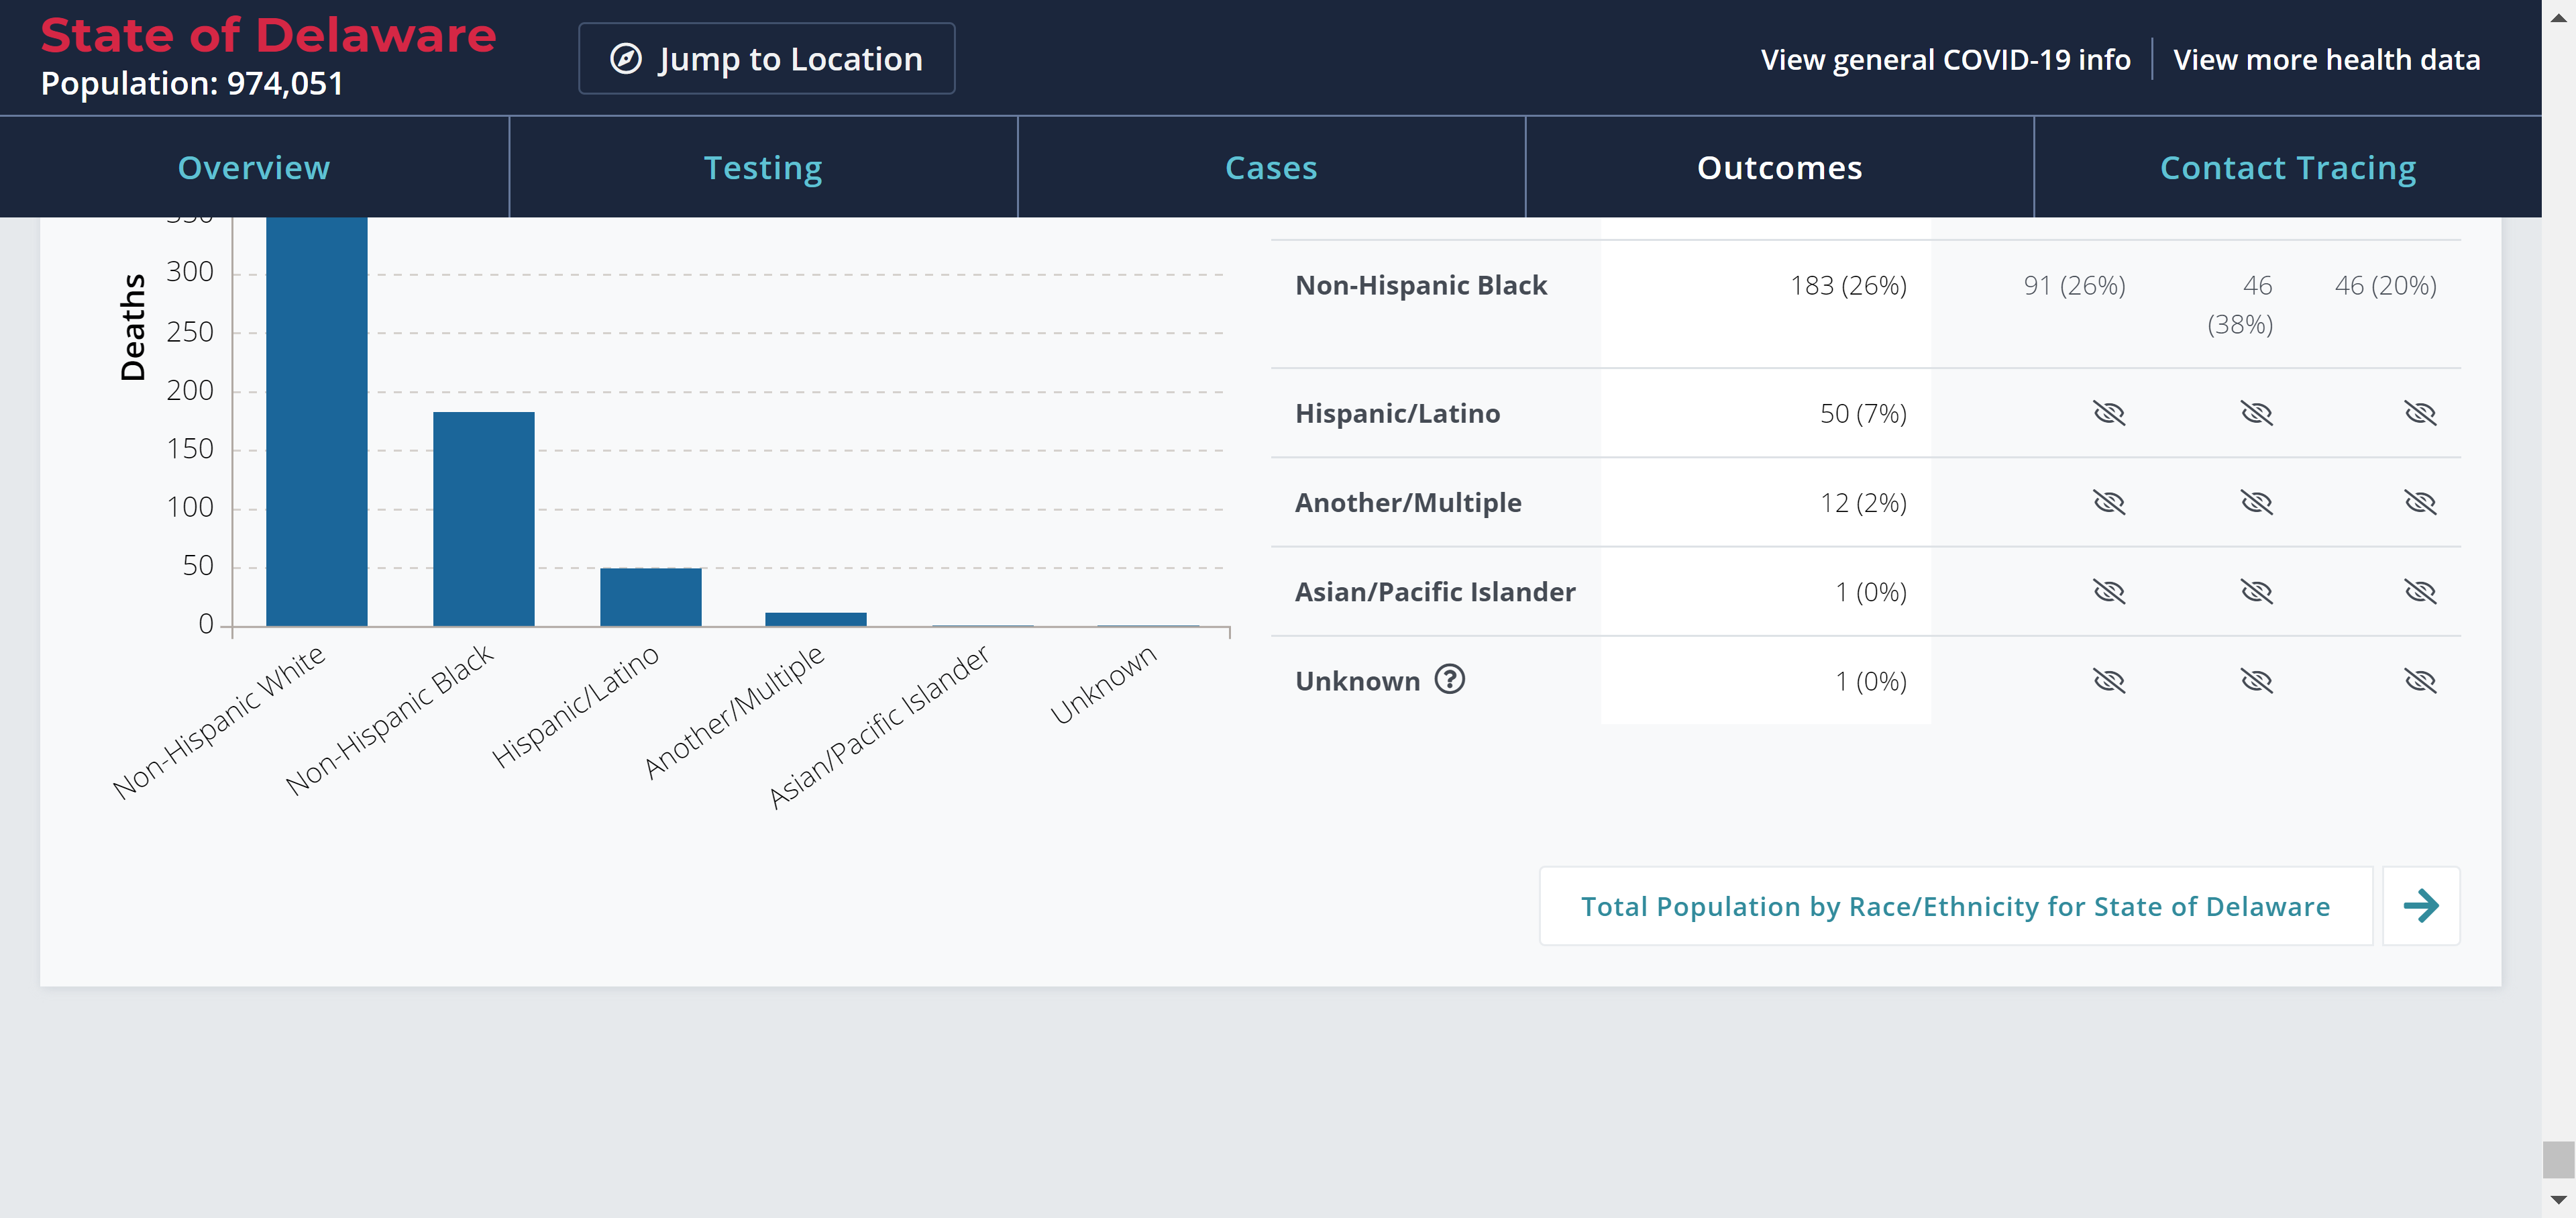 State of Delaware
Population: 974,051
Jump to Location
View general COVID-19 info
View more health data
Overview
Testing
Cases
Outcomes
Contact Tracing
Deaths
350
300
250
200
150
100
50
0
Non-Hispanic White
Non-Hispanic Black
Hispanic/Latino
Another/Multiple
Asian/Pacific Islander
Unknown
Non-Hispanic Black 183 (26%) 91 (26%) 46 (38%) 46 (20%)
Hispanic/Latino 50 (7%)
Another/Multiple 12 (2%)
Asian/Pacific Islander 1 (0%)
Unknown ? 1 (0%)
Total Population by Race/Ethnicity for State of Delaware